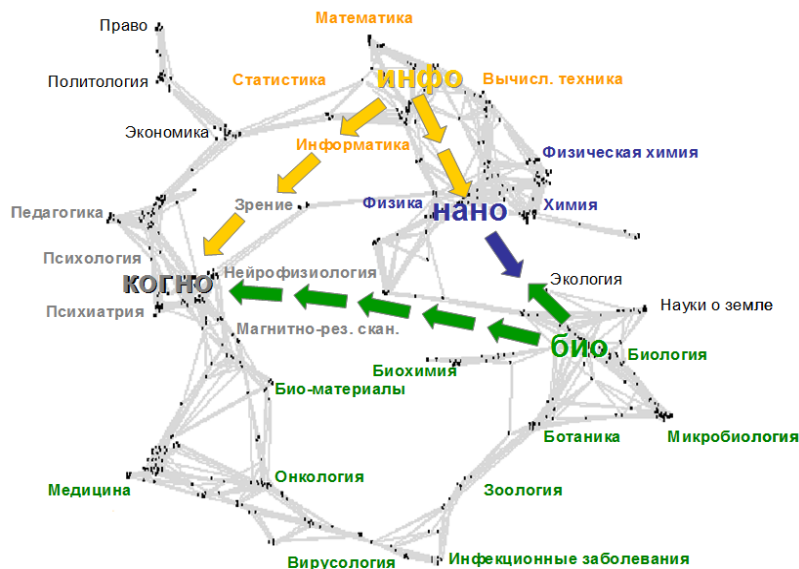 Математика
Право
инфо
Статистика
Вычисл. техника
Политология
Экономика
Информатика
Физическая химия
Зрение
Физика
нано
Химия
Педагогика
Психология
Нейрофизиология
когно
Экология
Психиатрия
Науки о земле
Магнитно-рез. скан.
био
Биология
Биохимия
Био-материалы
Ботаника
Микробиология
Онкология
Медицина
Зоология
Вирусология
Инфекционные заболевания